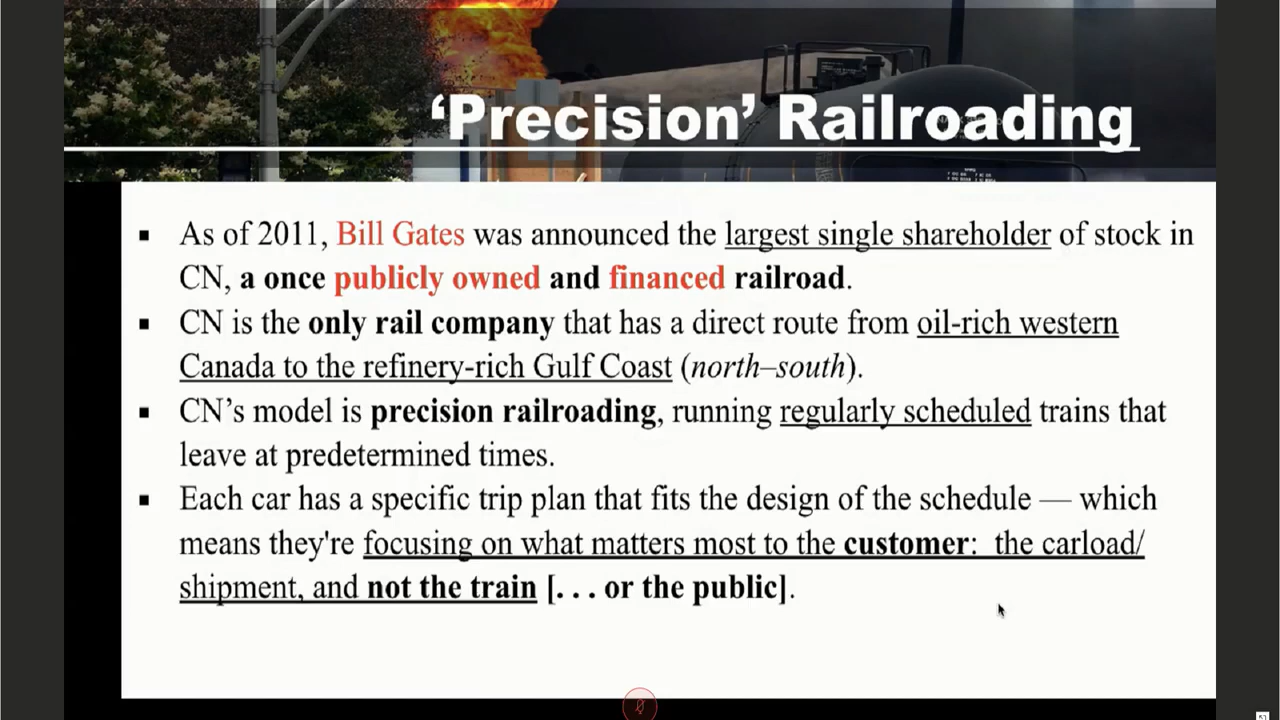 ‘Precision’ Railroading
▪ As of 2011, Bill Gates was announced the largest single shareholder of stock in
CN, a once publicly owned and financed railroad.
▪ CN is the only rail company that has a direct route from oil-rich western
Canada to the refinery-rich Gulf Coast (north–south).
▪ CN’s model is precision railroading, running regularly scheduled trains that
leave at predetermined times.
▪ Each car has a specific trip plan that fits the design of the schedule — which
means they're focusing on what matters most to the customer:  the carload/
shipment, and not the train [. . . or the public].